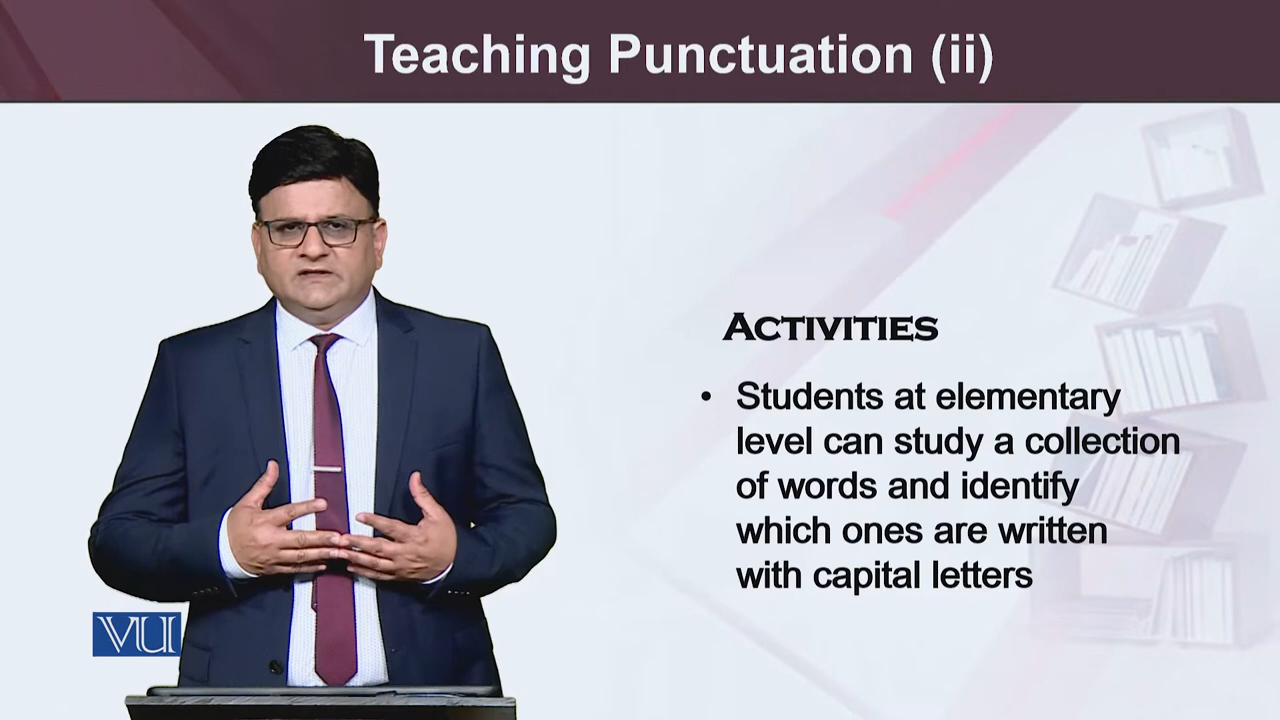 Teaching Punctuation (ii)
ACTIVITIES
• Students at elementary
level can study a collection
of words and identify
which ones are written
with capital letters
VU